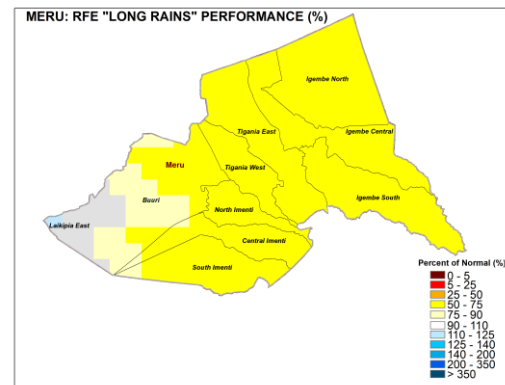 MERU: RFE "LONG RAINS" PERFORMANCE (%)
Igembe North
Tigania East
Igembe Central
Meru
Tigania West
Buuri
Igembe South
North Imenti
Laikipia East
Central Imenti
South Imenti
Percent of Normal (%)
0 - 5
5 - 25
25 - 50
50 - 75
75 - 90
90 - 110
110 - 125
125 - 140
140 - 200
200 - 350
> 350